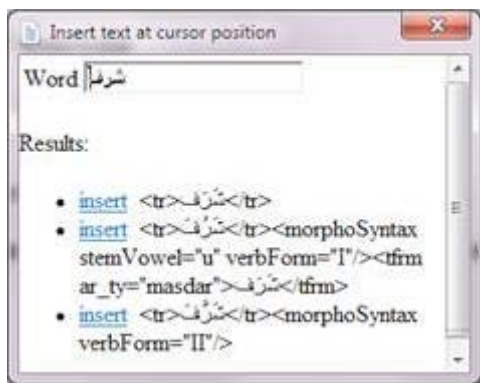 Insert text at cursor position
Word شرف
Results:
insert <tr>شَرَف</tr>
insert <tr>شَرُفَ</tr><morphoSyntax
stemVowel="u" verbForm="I"/><tfrm
ar_ty="masdar">شَرَف</tfrm>
insert <tr>شَرَّفَ</tr><morphoSyntax
verbForm="II"/>